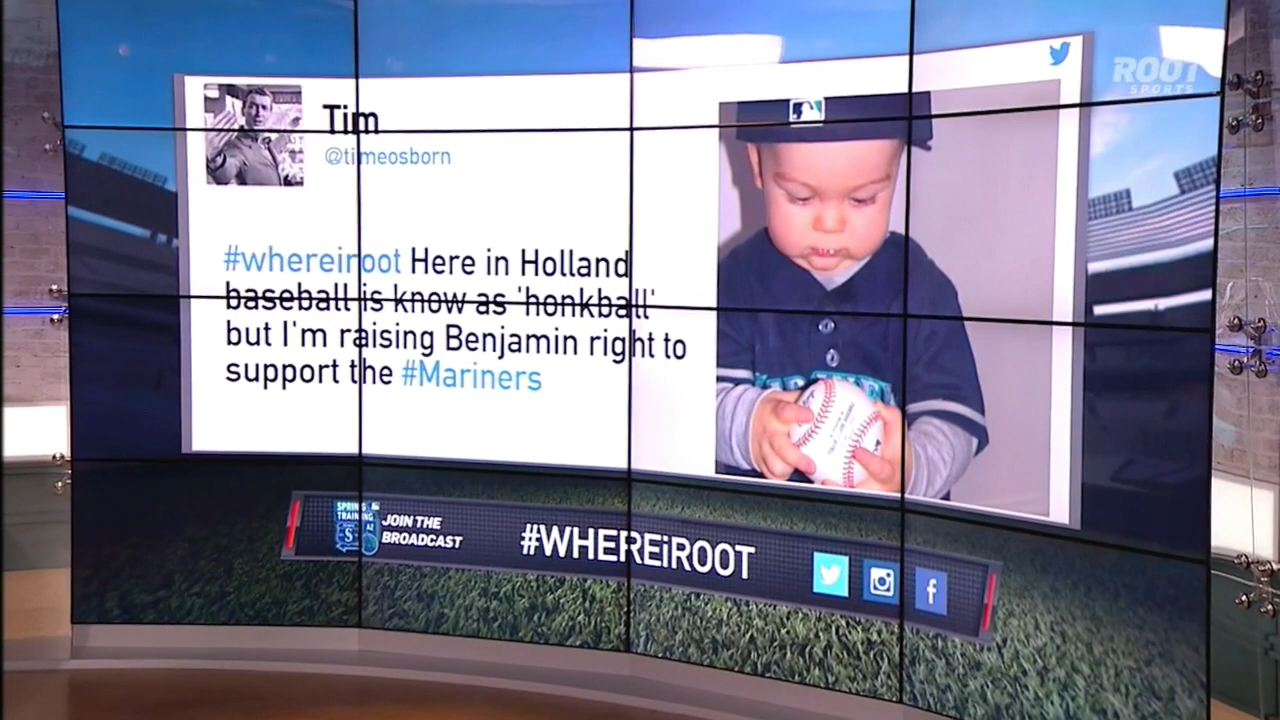 ROOT
SPORTS
Tim
@timeosborn
#whereiroot Here in Holland
baseball is know as 'honkball'
but I'm raising Benjamin right to
support the #Mariners
SPRING
TRAINING
S
AZ
JOIN THE
BROADCAST
#WHEREiROOT
f